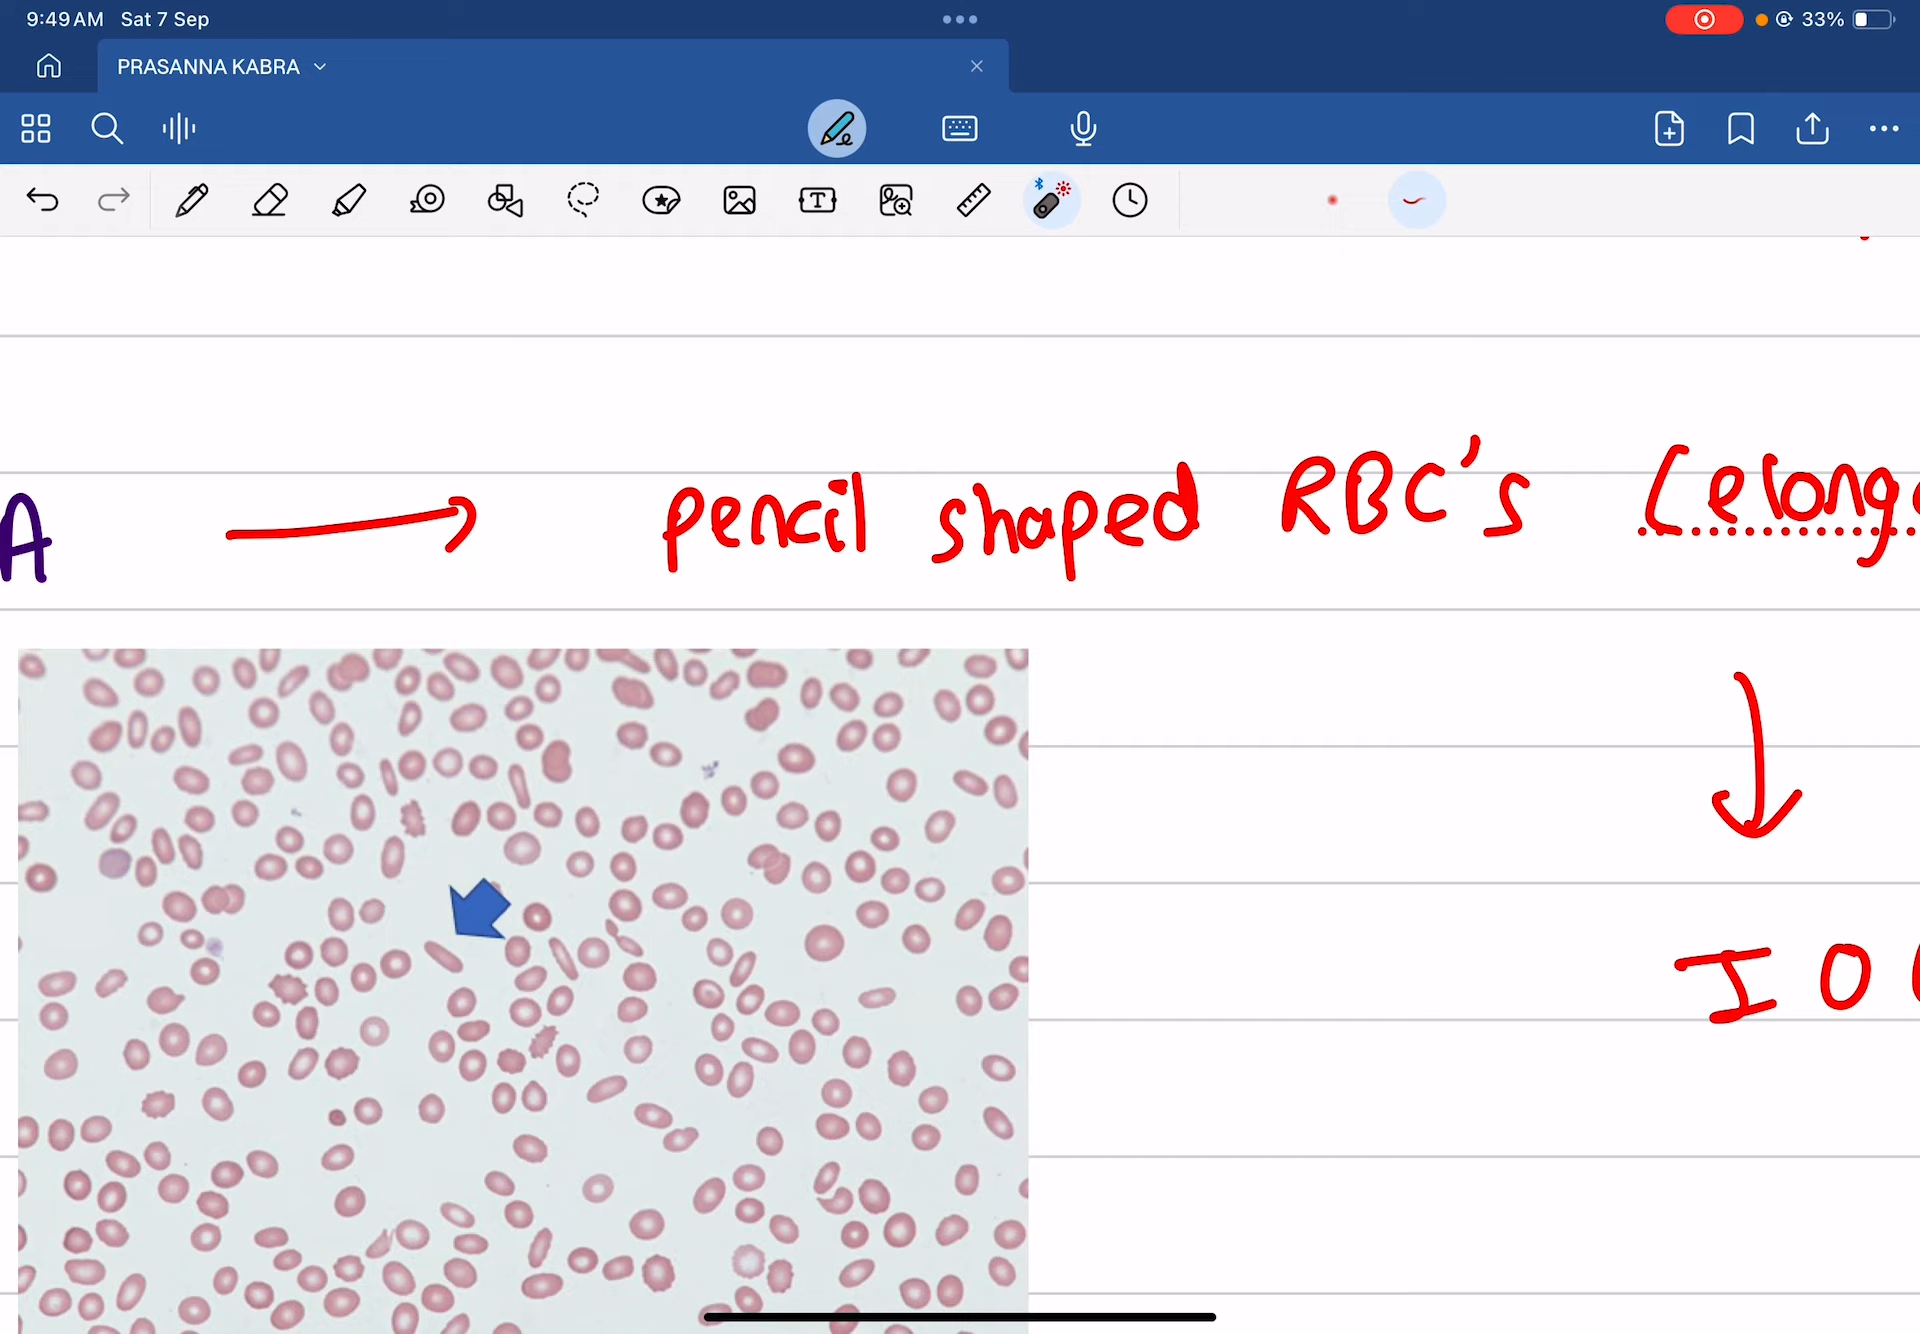 9:49 AM Sat 7 Sep
33%
PRASANNA KABRA
A → pencil shaped RBC's (elong
I O